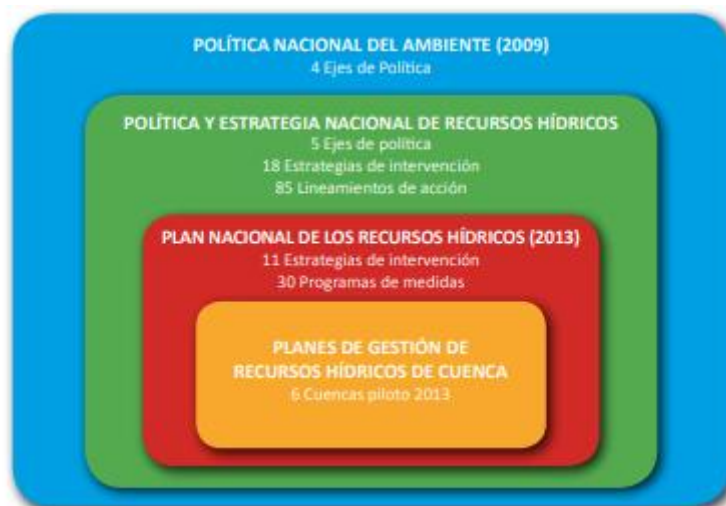 POLÍTICA NACIONAL DEL AMBIENTE (2009)
4 Ejes de Política
POLÍTICA Y ESTRATEGIA NACIONAL DE RECURSOS HÍDRICOS
5 Ejes de política
18 Estrategias de intervención
85 Lineamientos de acción
PLAN NACIONAL DE LOS RECURSOS HÍDRICOS (2013)
11 Estrategias de intervención
30 Programas de medidas
PLANES DE GESTIÓN DE
RECURSOS HÍDRICOS DE CUENCA
6 Cuencas piloto 2013